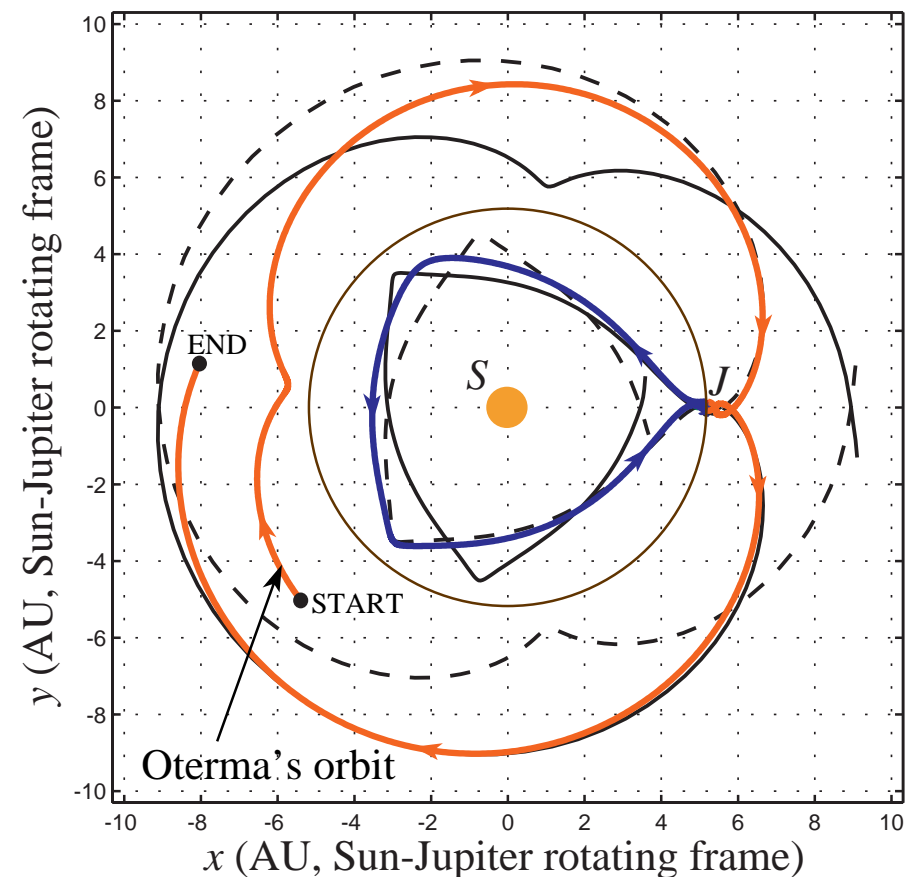 10
8
6
4
2
0
-2
-4
-6
-8
-10
y (AU, Sun-Jupiter rotating frame)
END
S
J
START
Oterma's orbit
-10 -8 -6 -4 -2 0 2 4 6 8 10
x (AU, Sun-Jupiter rotating frame)